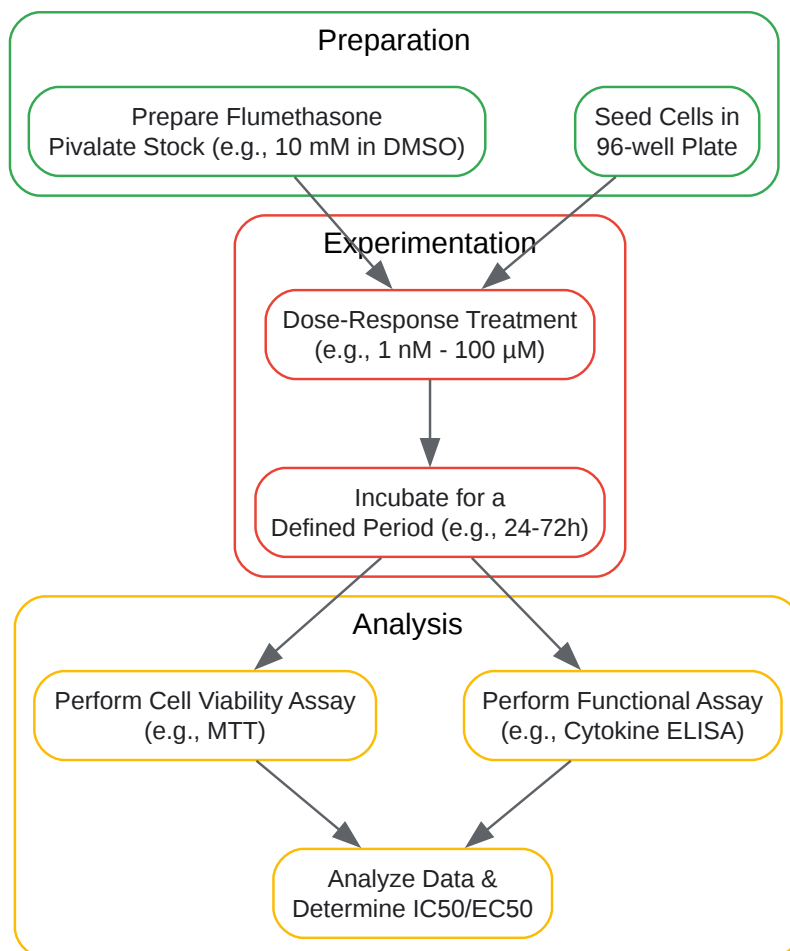 Preparation
Prepare Flumethasone
Pivalate Stock (e.g., 10 mM in DMSO)
Seed Cells in
96-well Plate
Experimentation
Dose-Response Treatment
(e.g., 1 nM - 100 µM)
Incubate for a
Defined Period (e.g., 24-72h)
Analysis
Perform Cell Viability Assay
(e.g., MTT)
Perform Functional Assay
(e.g., Cytokine ELISA)
Analyze Data &
Determine IC50/EC50